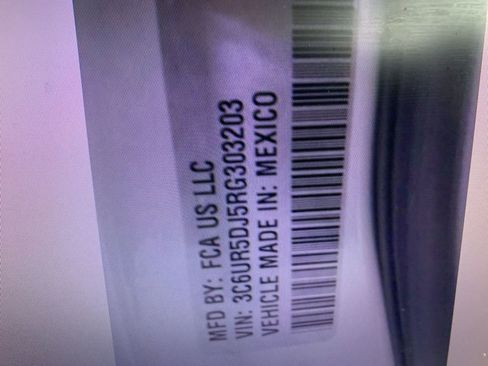 MFD BY: FCA US LLC
VIN: 3C6UR5DJ5RG303203
VEHICLE MADE IN: MEXICO